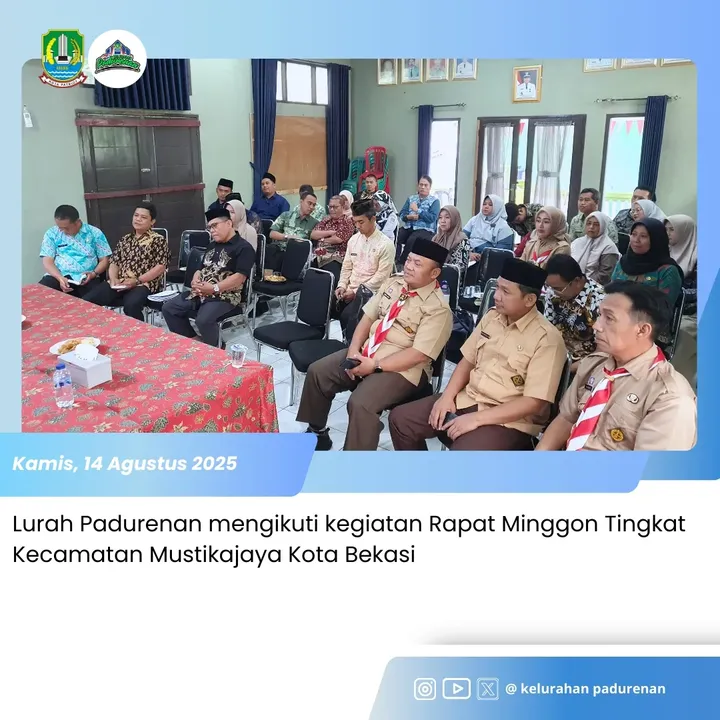 Kamis, 14 Agustus 2025
Lurah Padurenan mengikuti kegiatan Rapat Minggon Tingkat
Kecamatan Mustikajaya Kota Bekasi
@ kelurahan padurenan